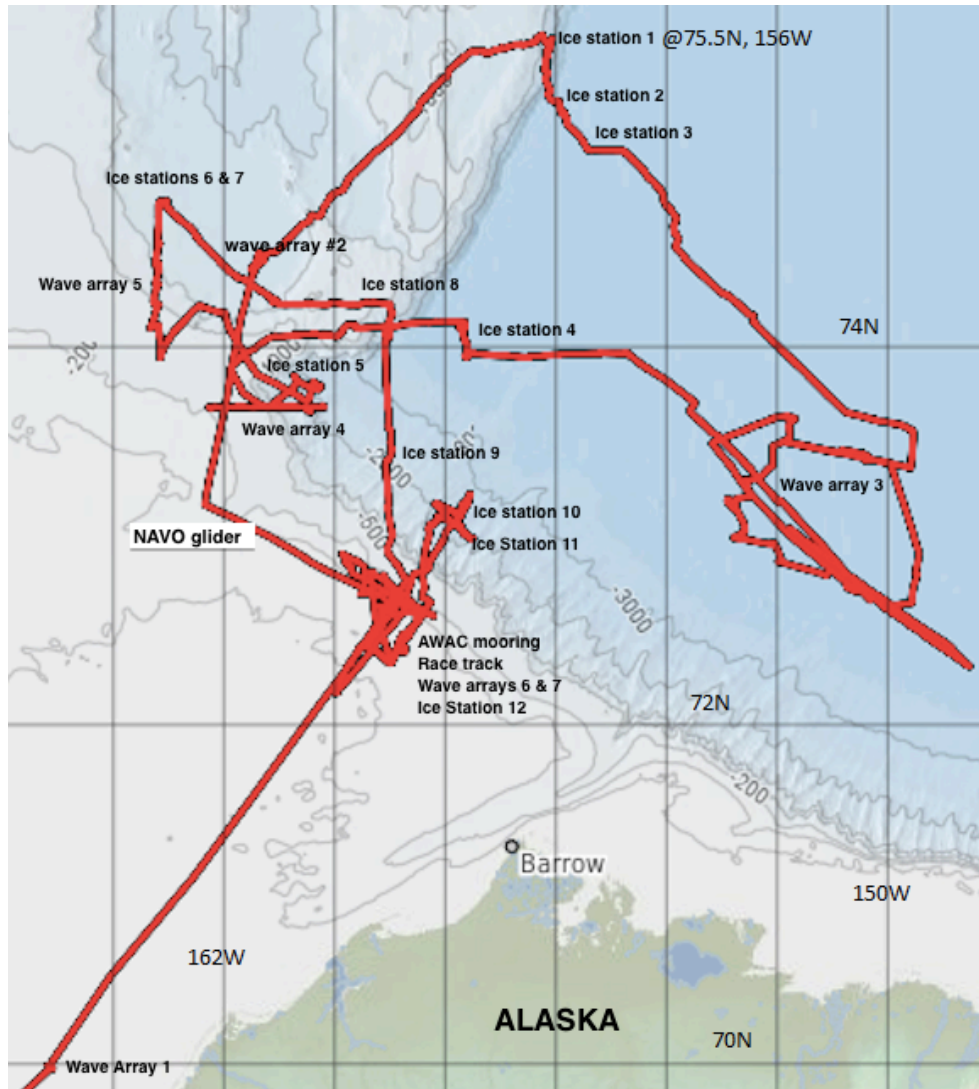 Ice station 1 @75.5N, 156W
Ice station 2
Ice station 3
Ice stations 6 & 7
wave array #2
Wave array 5
Ice station 8
74N
Ice station 4
Ice station 5
Wave array 4
Ice station 9
Wave array 3
Ice station 10
NAVO glider
Ice Station 11
-2000
-3000
AWAC mooring
Race track
Wave arrays 6 & 7
Ice Station 12
72N
-200
Barrow
150W
162W
ALASKA
70N
Wave Array 1